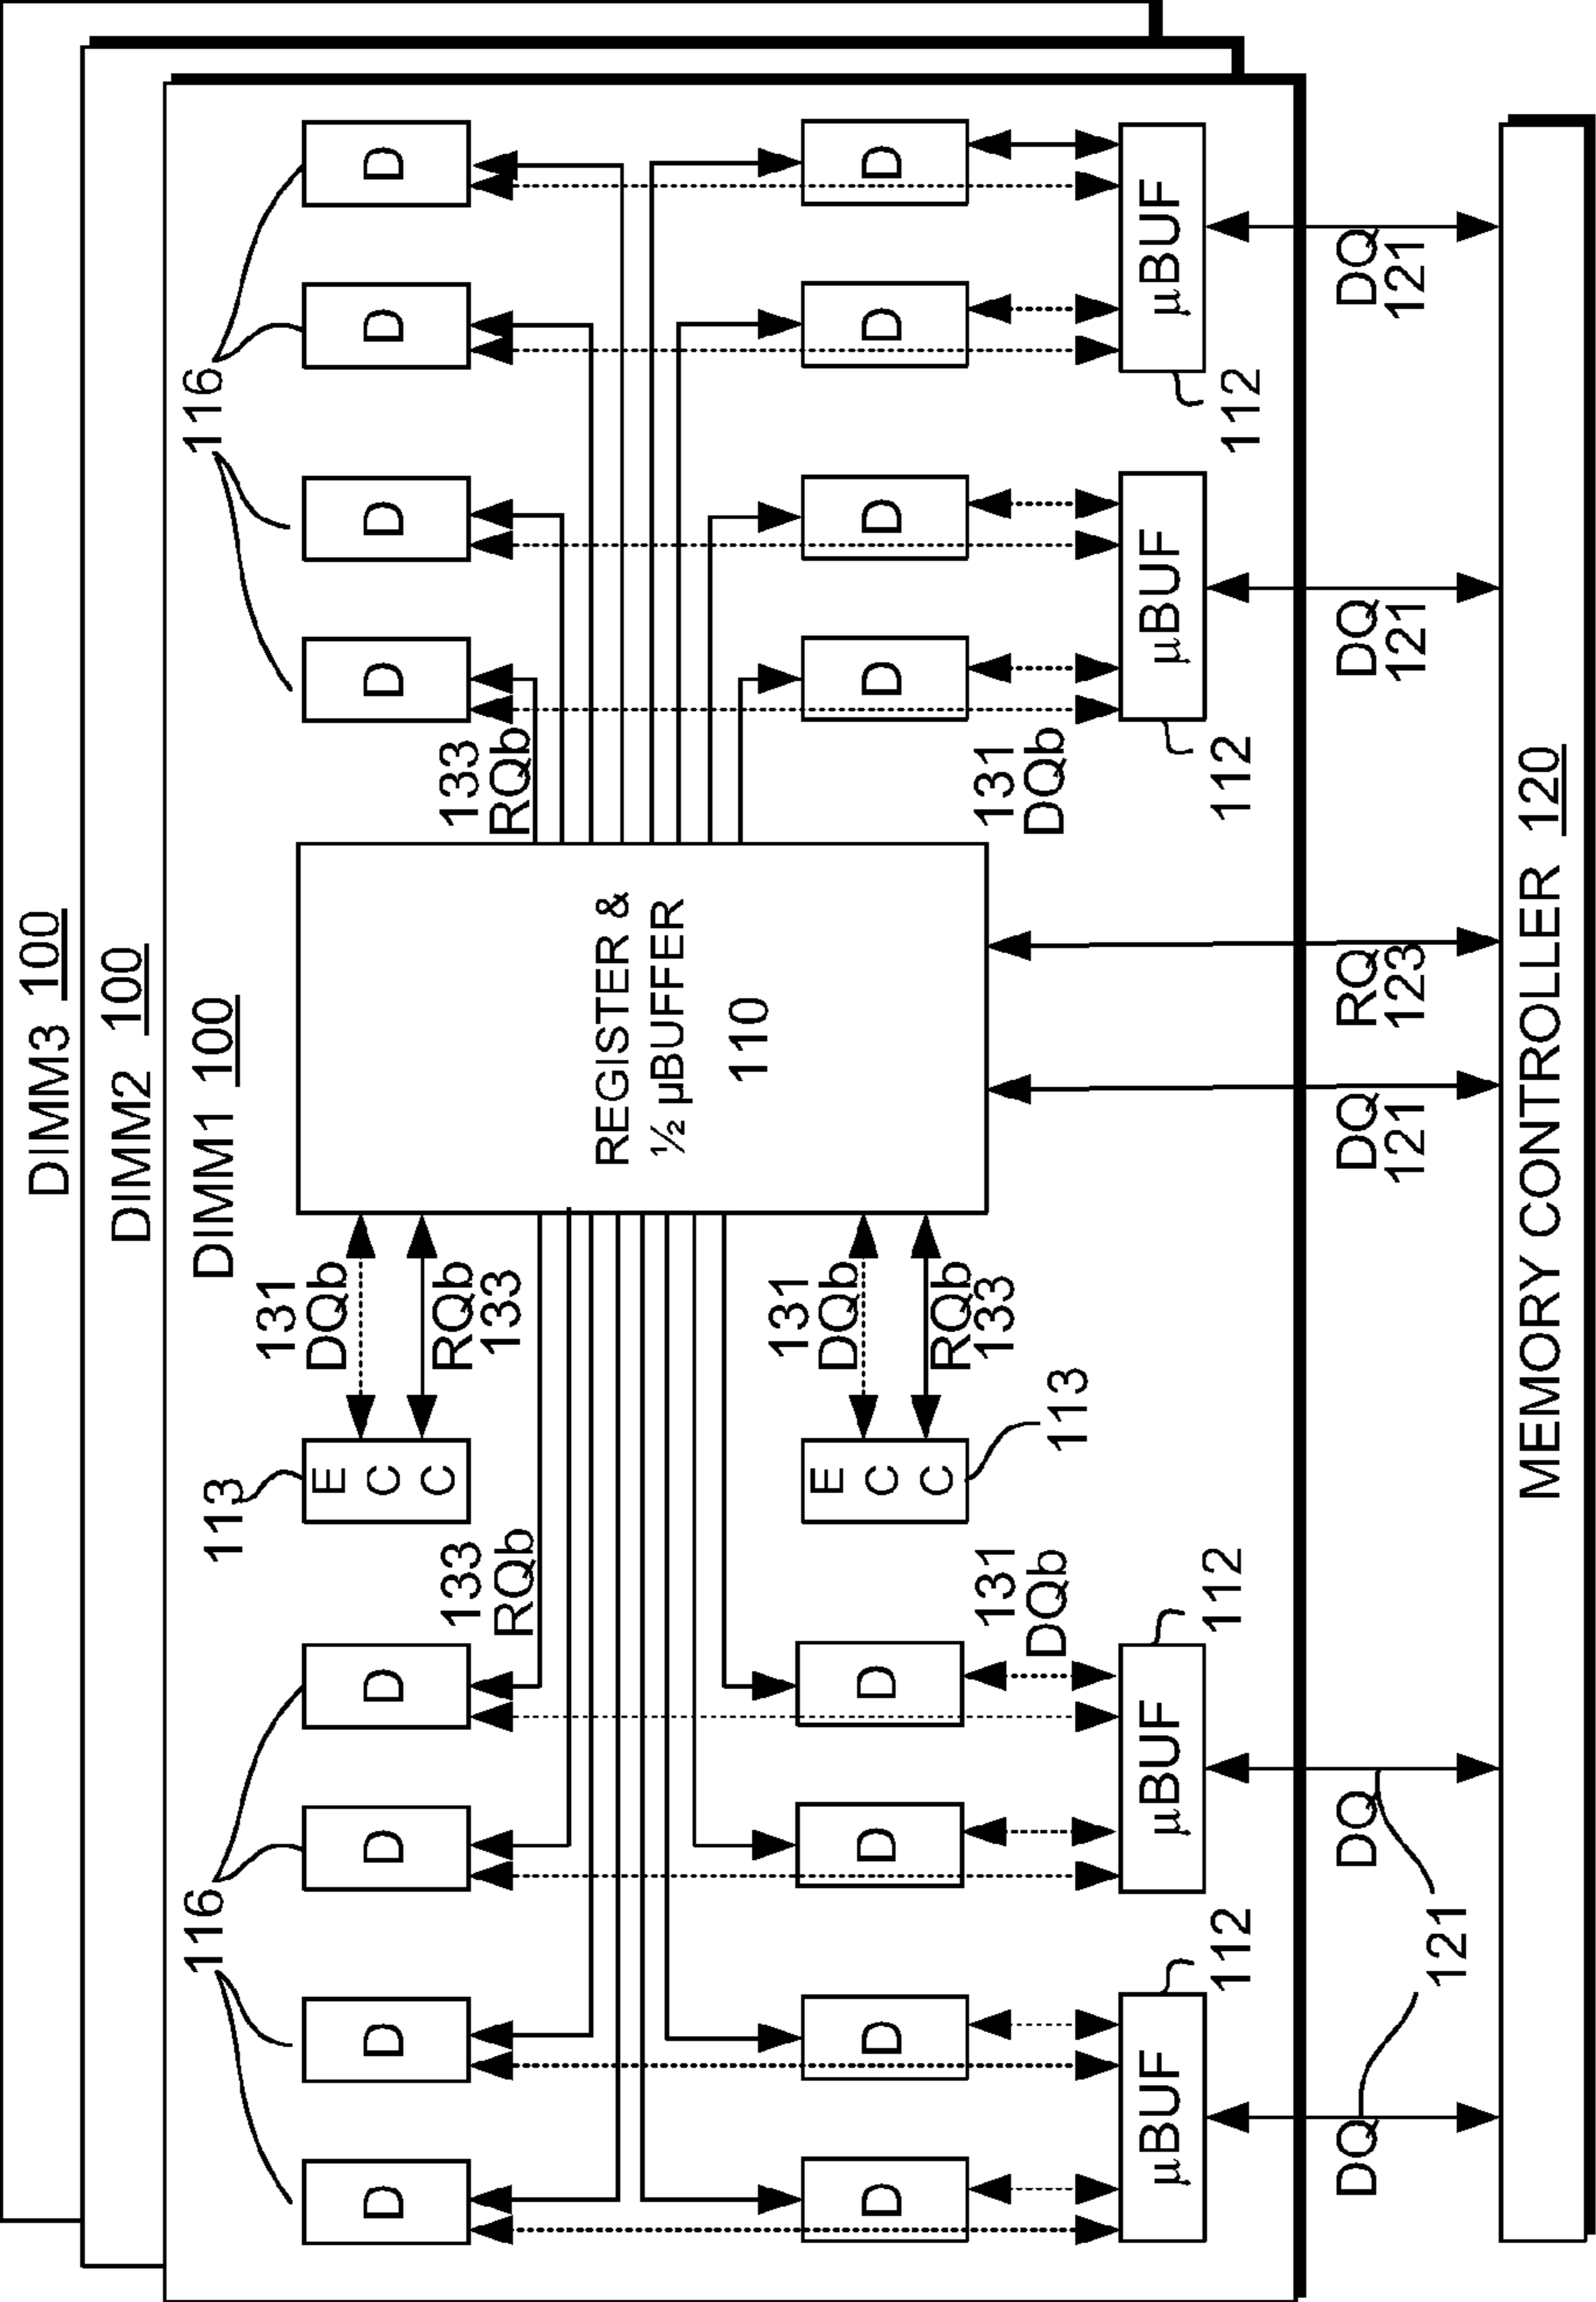 DIMM3 100
DIMM2 100
DIMM1 100
116
113
116
D
D
D
D
E
C
C
131
DQb
RQb
133
D
D
D
D
133
RQb
133
RQb
REGISTER &
½ µBUFFER
110
D
D
D
D
E
C
C
131
DQb
RQb
133
D
D
D
D
131
DQb
113
131
DQb
µBUF
µBUF
µBUF
µBUF
112
112
112
112
DQ
DQ
121
DQ
121
RQ
123
DQ
121
DQ
121
MEMORY CONTROLLER 120